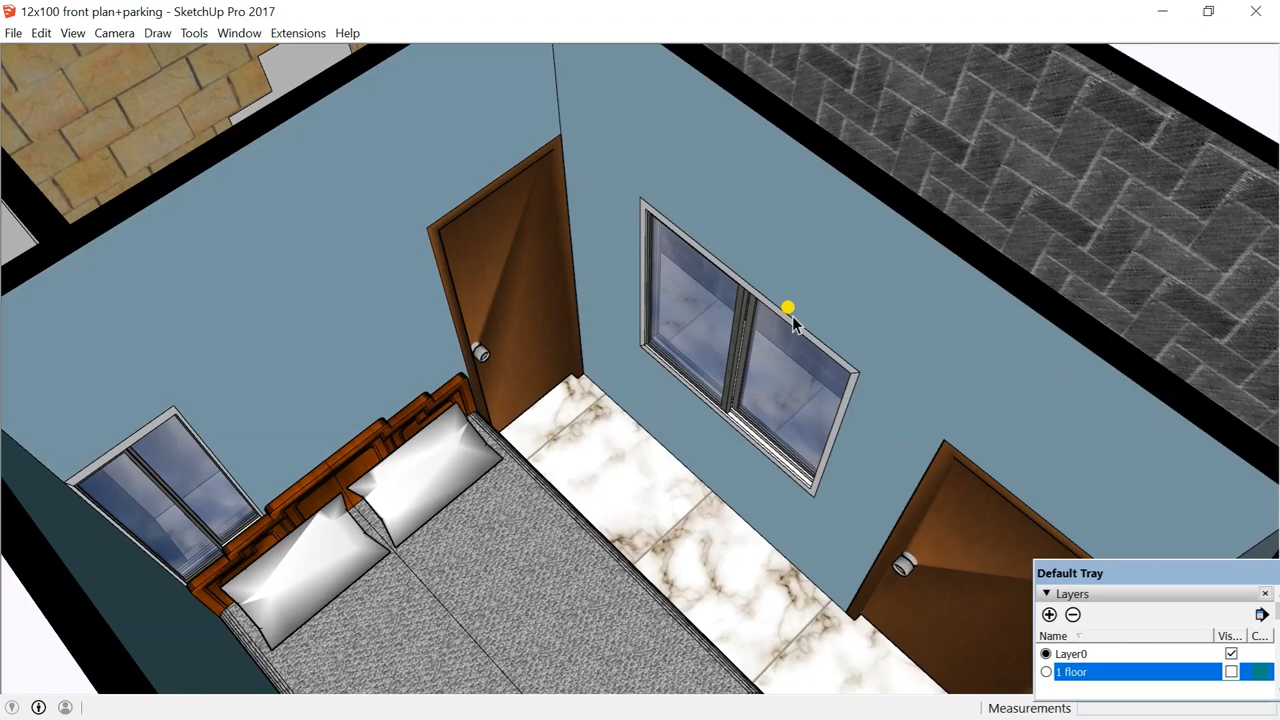 12x100 front plan+parking - SketchUp Pro 2017
File Edit View Camera Draw Tools Window Extensions Help
Default Tray
Layers
Name Vis... C...
Layer0
1 floor
Measurements